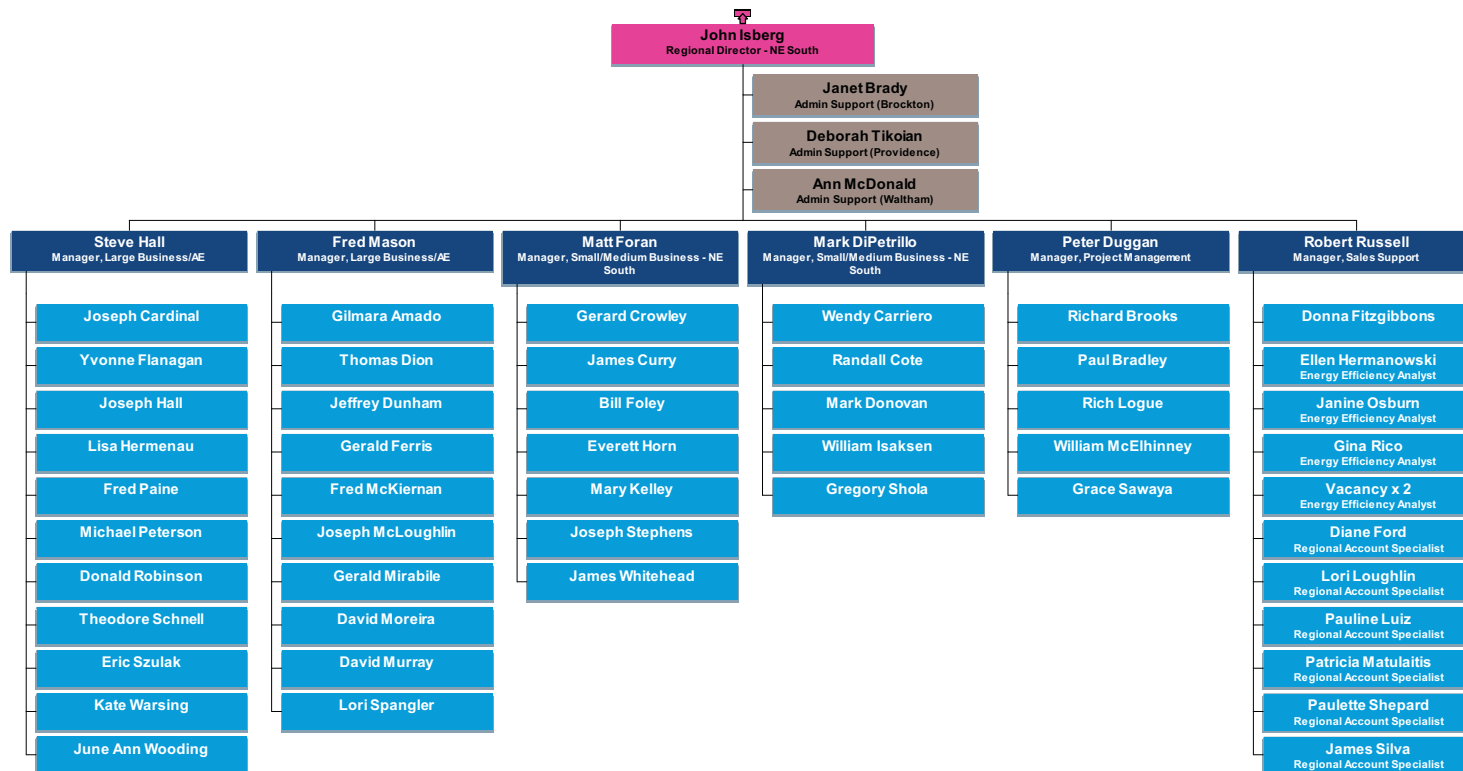 John Isberg
Regional Director - NE South
Janet Brady
Admin Support (Brockton)
Deborah Tikoian
Admin Support (Providence)
Ann McDonald
Admin Support (Waltham)
Steve Hall
Manager, Large Business/AE
Joseph Cardinal
Yvonne Flanagan
Joseph Hall
Lisa Hermenau
Fred Paine
Michael Peterson
Donald Robinson
Theodore Schnell
Eric Szulak
Kate Warsing
June Ann Wooding
Fred Mason
Manager, Large Business/AE
Gilmara Amado
Thomas Dion
Jeffrey Dunham
Gerald Ferris
Fred McKiernan
Joseph McLoughlin
Gerald Mirabile
David Moreira
David Murray
Lori Spangler
Matt Foran
Manager, Small/Medium Business - NE
South
Gerard Crowley
James Curry
Bill Foley
Everett Horn
Mary Kelley
Joseph Stephens
James Whitehead
Mark DiPetrillo
Manager, Small/Medium Business - NE
South
Wendy Carriero
Randall Cote
Mark Donovan
William Isaksen
Gregory Shola
Peter Duggan
Manager, Project Management
Richard Brooks
Paul Bradley
Rich Logue
William McElhinney
Grace Sawaya
Robert Russell
Manager, Sales Support
Donna Fitzgibbons
Ellen Hermanowski
Energy Efficiency Analyst
Janine Osburn
Energy Efficiency Analyst
Gina Rico
Energy Efficiency Analyst
Vacancy x 2
Energy Efficiency Analyst
Diane Ford
Regional Account Specialist
Lori Loughlin
Regional Account Specialist
Pauline Luiz
Regional Account Specialist
Patricia Matulaitis
Regional Account Specialist
Paulette Shepard
Regional Account Specialist
James Silva
Regional Account Specialist